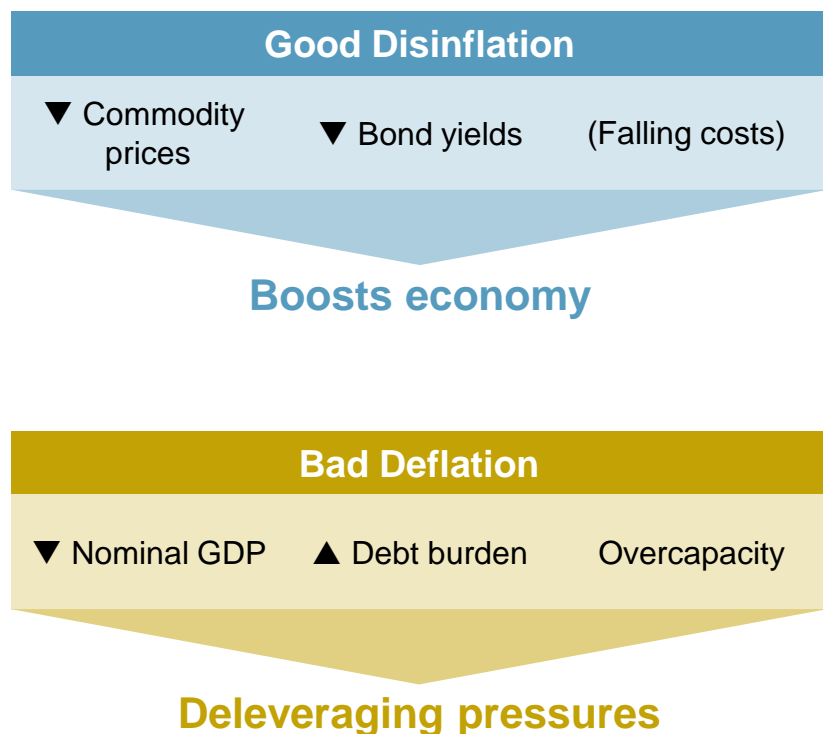 Good Disinflation
▼ Commodity
prices
▼ Bond yields
(Falling costs)
Boosts economy
Bad Deflation
▼ Nominal GDP
▲ Debt burden
Overcapacity
Deleveraging pressures